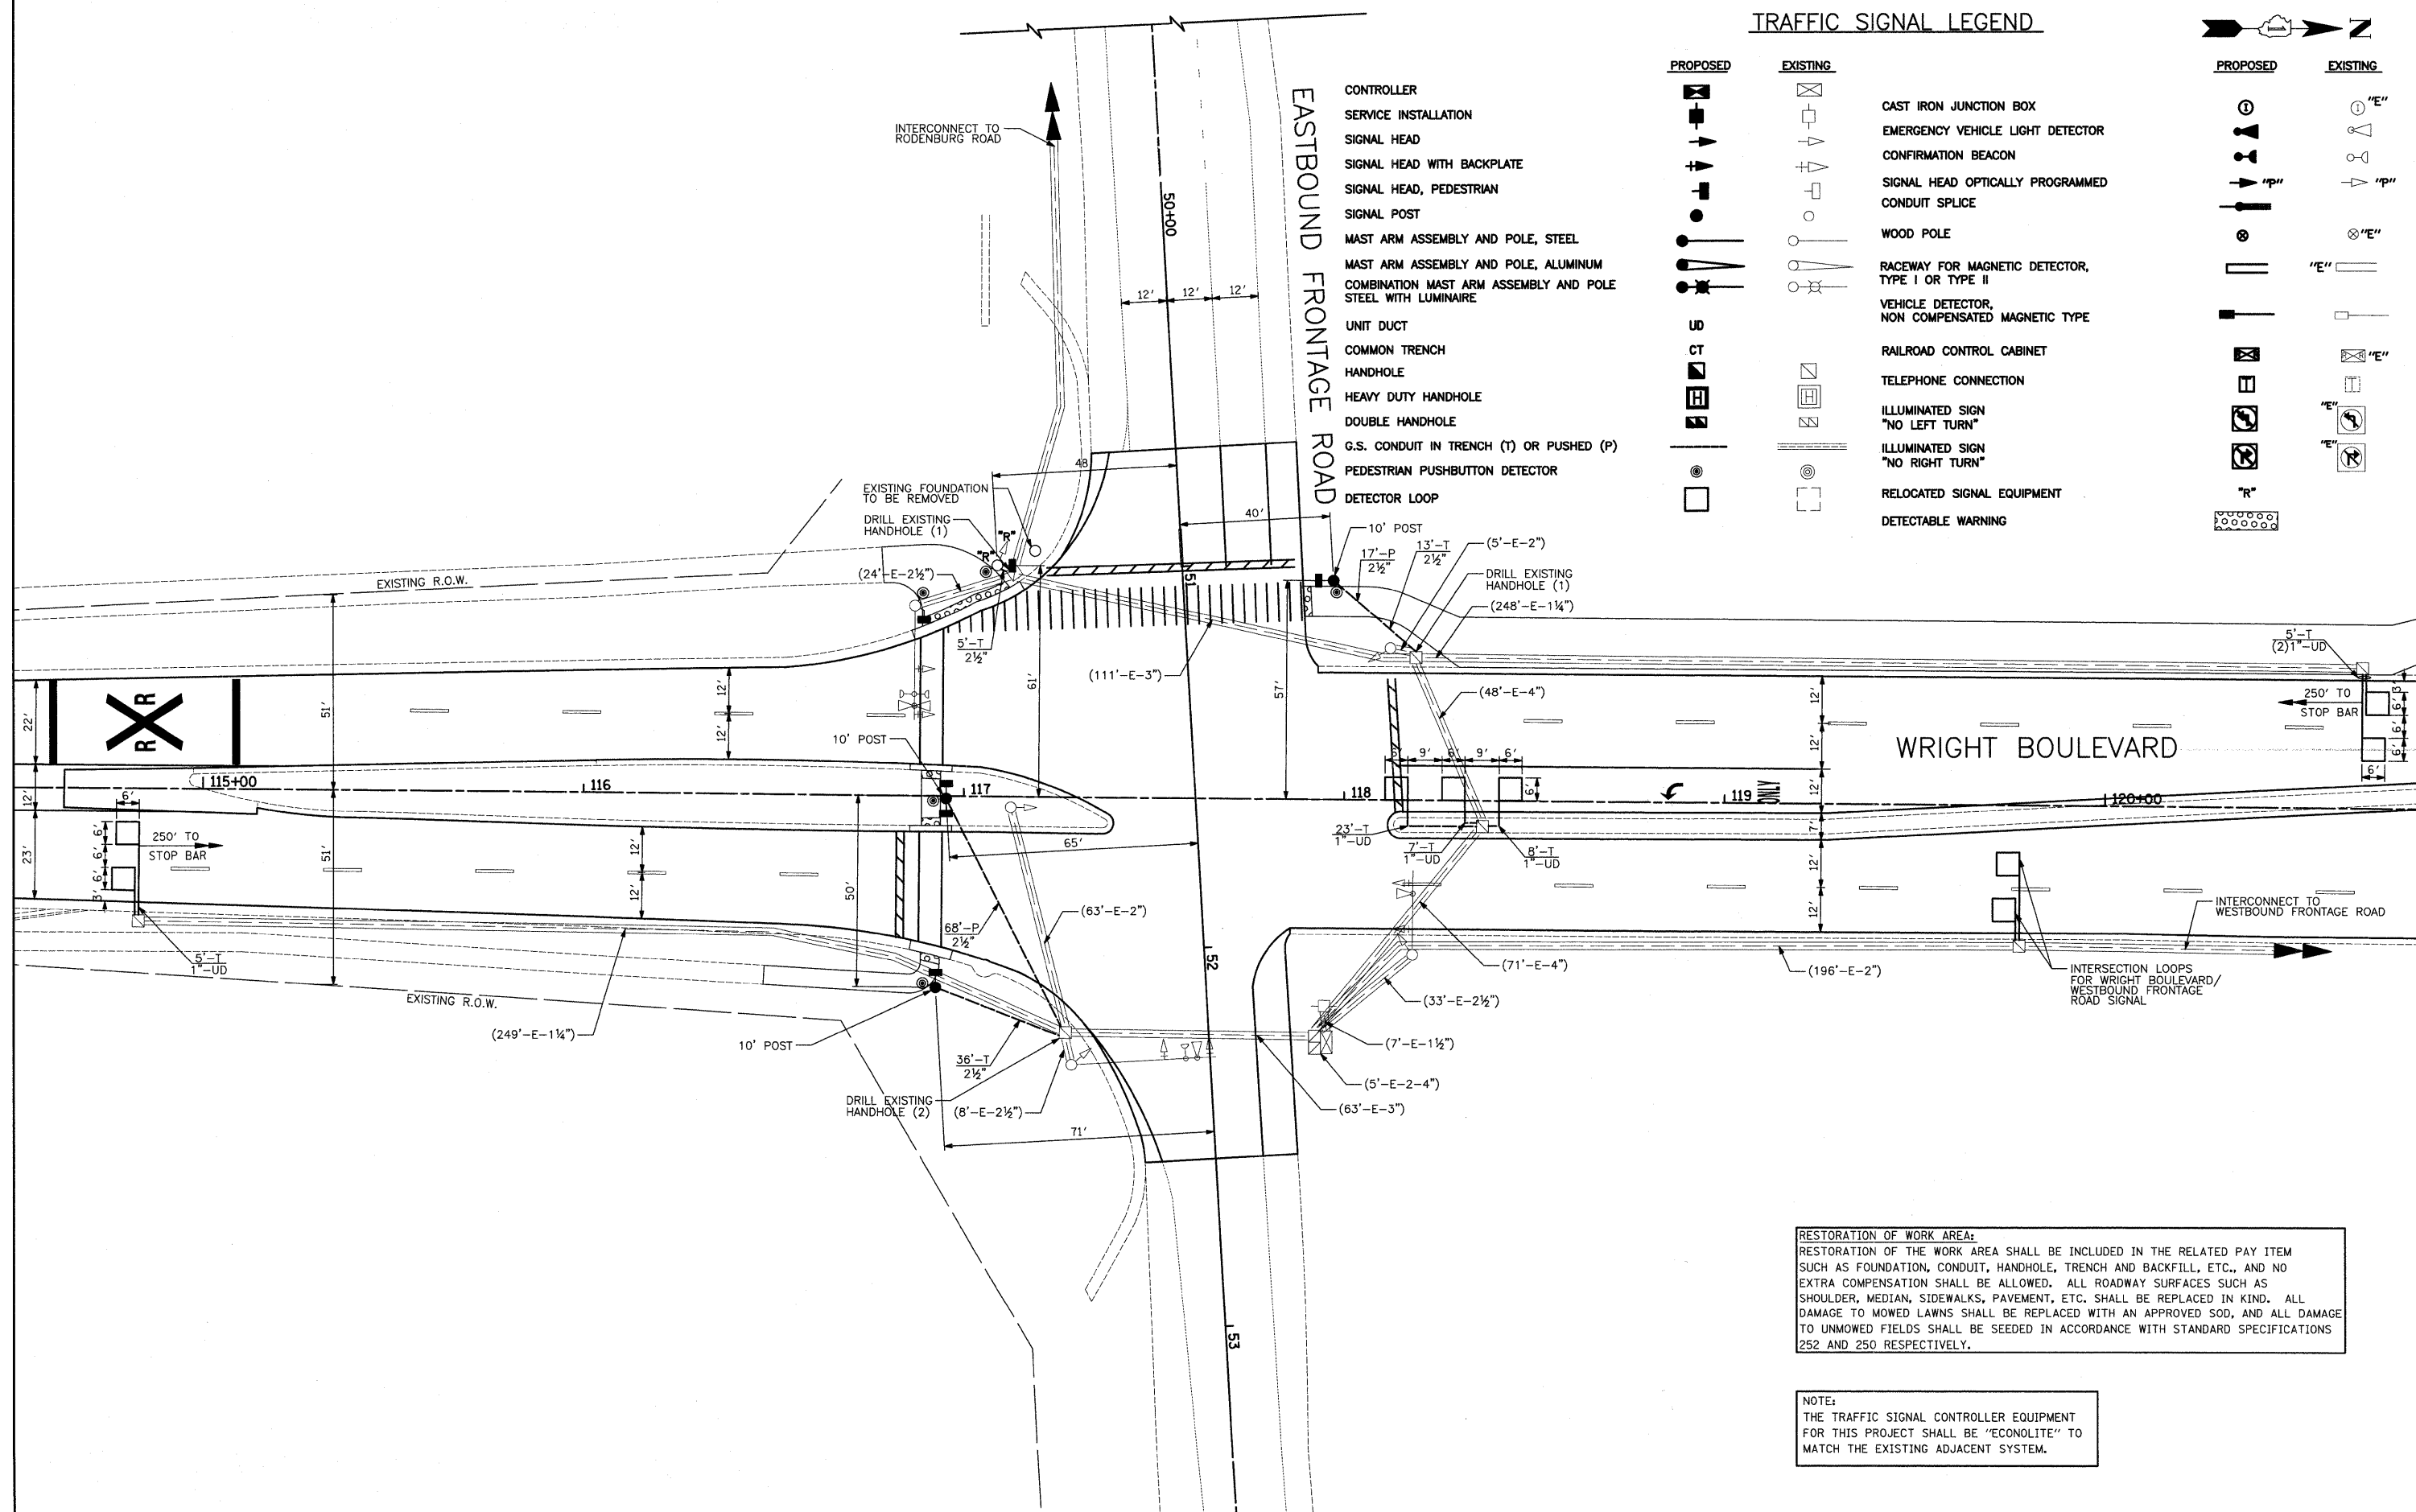 TRAFFIC SIGNAL LEGEND
N
PROPOSED
EXISTING
PROPOSED
EXISTING
CONTROLLER
SERVICE INSTALLATION
SIGNAL HEAD
SIGNAL HEAD WITH BACKPLATE
SIGNAL HEAD, PEDESTRIAN
SIGNAL POST
MAST ARM ASSEMBLY AND POLE, STEEL
MAST ARM ASSEMBLY AND POLE, ALUMINUM
COMBINATION MAST ARM ASSEMBLY AND POLE
STEEL WITH LUMINAIRE
UNIT DUCT
UD
COMMON TRENCH
CT
HANDHOLE
HEAVY DUTY HANDHOLE
H
H
DOUBLE HANDHOLE
G.S. CONDUIT IN TRENCH (T) OR PUSHED (P)
PEDESTRIAN PUSHBUTTON DETECTOR
DETECTOR LOOP
CAST IRON JUNCTION BOX
I
I "E"
EMERGENCY VEHICLE LIGHT DETECTOR
CONFIRMATION BEACON
SIGNAL HEAD OPTICALLY PROGRAMMED
"P"
"P"
CONDUIT SPLICE
WOOD POLE
"E"
RACEWAY FOR MAGNETIC DETECTOR,
TYPE I OR TYPE II
"E"
VEHICLE DETECTOR,
NON COMPENSATED MAGNETIC TYPE
RAILROAD CONTROL CABINET
"E"
TELEPHONE CONNECTION
T
T
ILLUMINATED SIGN
"NO LEFT TURN"
"E"
ILLUMINATED SIGN
"NO RIGHT TURN"
"E"
RELOCATED SIGNAL EQUIPMENT
"R"
DETECTABLE WARNING
INTERCONNECT TO
RODENBURG ROAD
EASTBOUND FRONTAGE ROAD
50+00
12'
12'
12'
48
40'
EXISTING FOUNDATION
TO BE REMOVED
DRILL EXISTING
HANDHOLE (1)
"R"
"R"
(24'-E-2½")
EXISTING R.O.W.
51
10' POST
17'-P
2½"
13'-T
2½"
(5'-E-2")
DRILL EXISTING
HANDHOLE (1)
(248'-E-1¼")
5'-T
2½"
(111'-E-3")
61'
57'
(48'-E-4")
5'-T
(2)1"-UD
250' TO
STOP BAR
3'
6'
6'
6'
6'
22'
12'
23'
R
R
51'
51'
12'
12'
10' POST
115+00
116
117
118
119
120+00
6'
9'
6'
9'
6'
6'
ONLY
WRIGHT BOULEVARD
12'
12'
12'
7'
12'
12'
6'
6'
6'
6'
3'
250' TO
STOP BAR
12'
12'
50'
65'
23'-T
1"-UD
7'-T
1"-UD
8'-T
1"-UD
68'-P
2½"
(63'-E-2")
52
5'-T
1"-UD
EXISTING R.O.W.
(249'-E-1¼")
10' POST
36'-T
2½"
DRILL EXISTING
HANDHOLE (2)
(8'-E-2½")
71'
(71'-E-4")
(33'-E-2½")
(7'-E-1½")
(5'-E-2-4")
(63'-E-3")
(196'-E-2")
INTERCONNECT TO
WESTBOUND FRONTAGE ROAD
INTERSECTION LOOPS
FOR WRIGHT BOULEVARD/
WESTBOUND FRONTAGE
ROAD SIGNAL
53
RESTORATION OF WORK AREA:
RESTORATION OF THE WORK AREA SHALL BE INCLUDED IN THE RELATED PAY ITEM
SUCH AS FOUNDATION, CONDUIT, HANDHOLE, TRENCH AND BACKFILL, ETC., AND NO
EXTRA COMPENSATION SHALL BE ALLOWED. ALL ROADWAY SURFACES SUCH AS
SHOULDER, MEDIAN, SIDEWALKS, PAVEMENT, ETC. SHALL BE REPLACED IN KIND. ALL
DAMAGE TO MOWED LAWNS SHALL BE REPLACED WITH AN APPROVED SOD, AND ALL DAMAGE
TO UNMOWED FIELDS SHALL BE SEEDED IN ACCORDANCE WITH STANDARD SPECIFICATIONS
252 AND 250 RESPECTIVELY.
NOTE:
THE TRAFFIC SIGNAL CONTROLLER EQUIPMENT
FOR THIS PROJECT SHALL BE "ECONOLITE" TO
MATCH THE EXISTING ADJACENT SYSTEM.